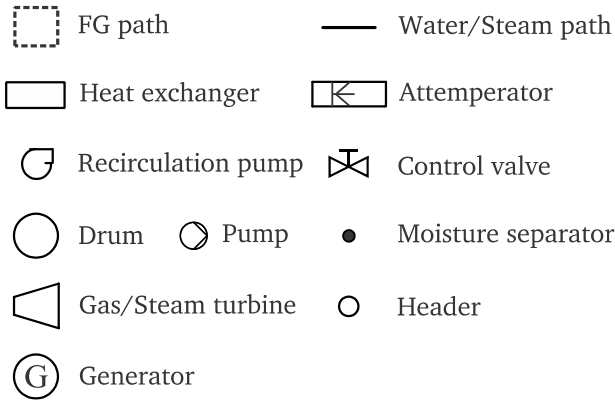 FG path
Water/Steam path
Heat exchanger
Attemperator
Recirculation pump
Control valve
Drum
Pump
Moisture separator
Gas/Steam turbine
Header
G
Generator